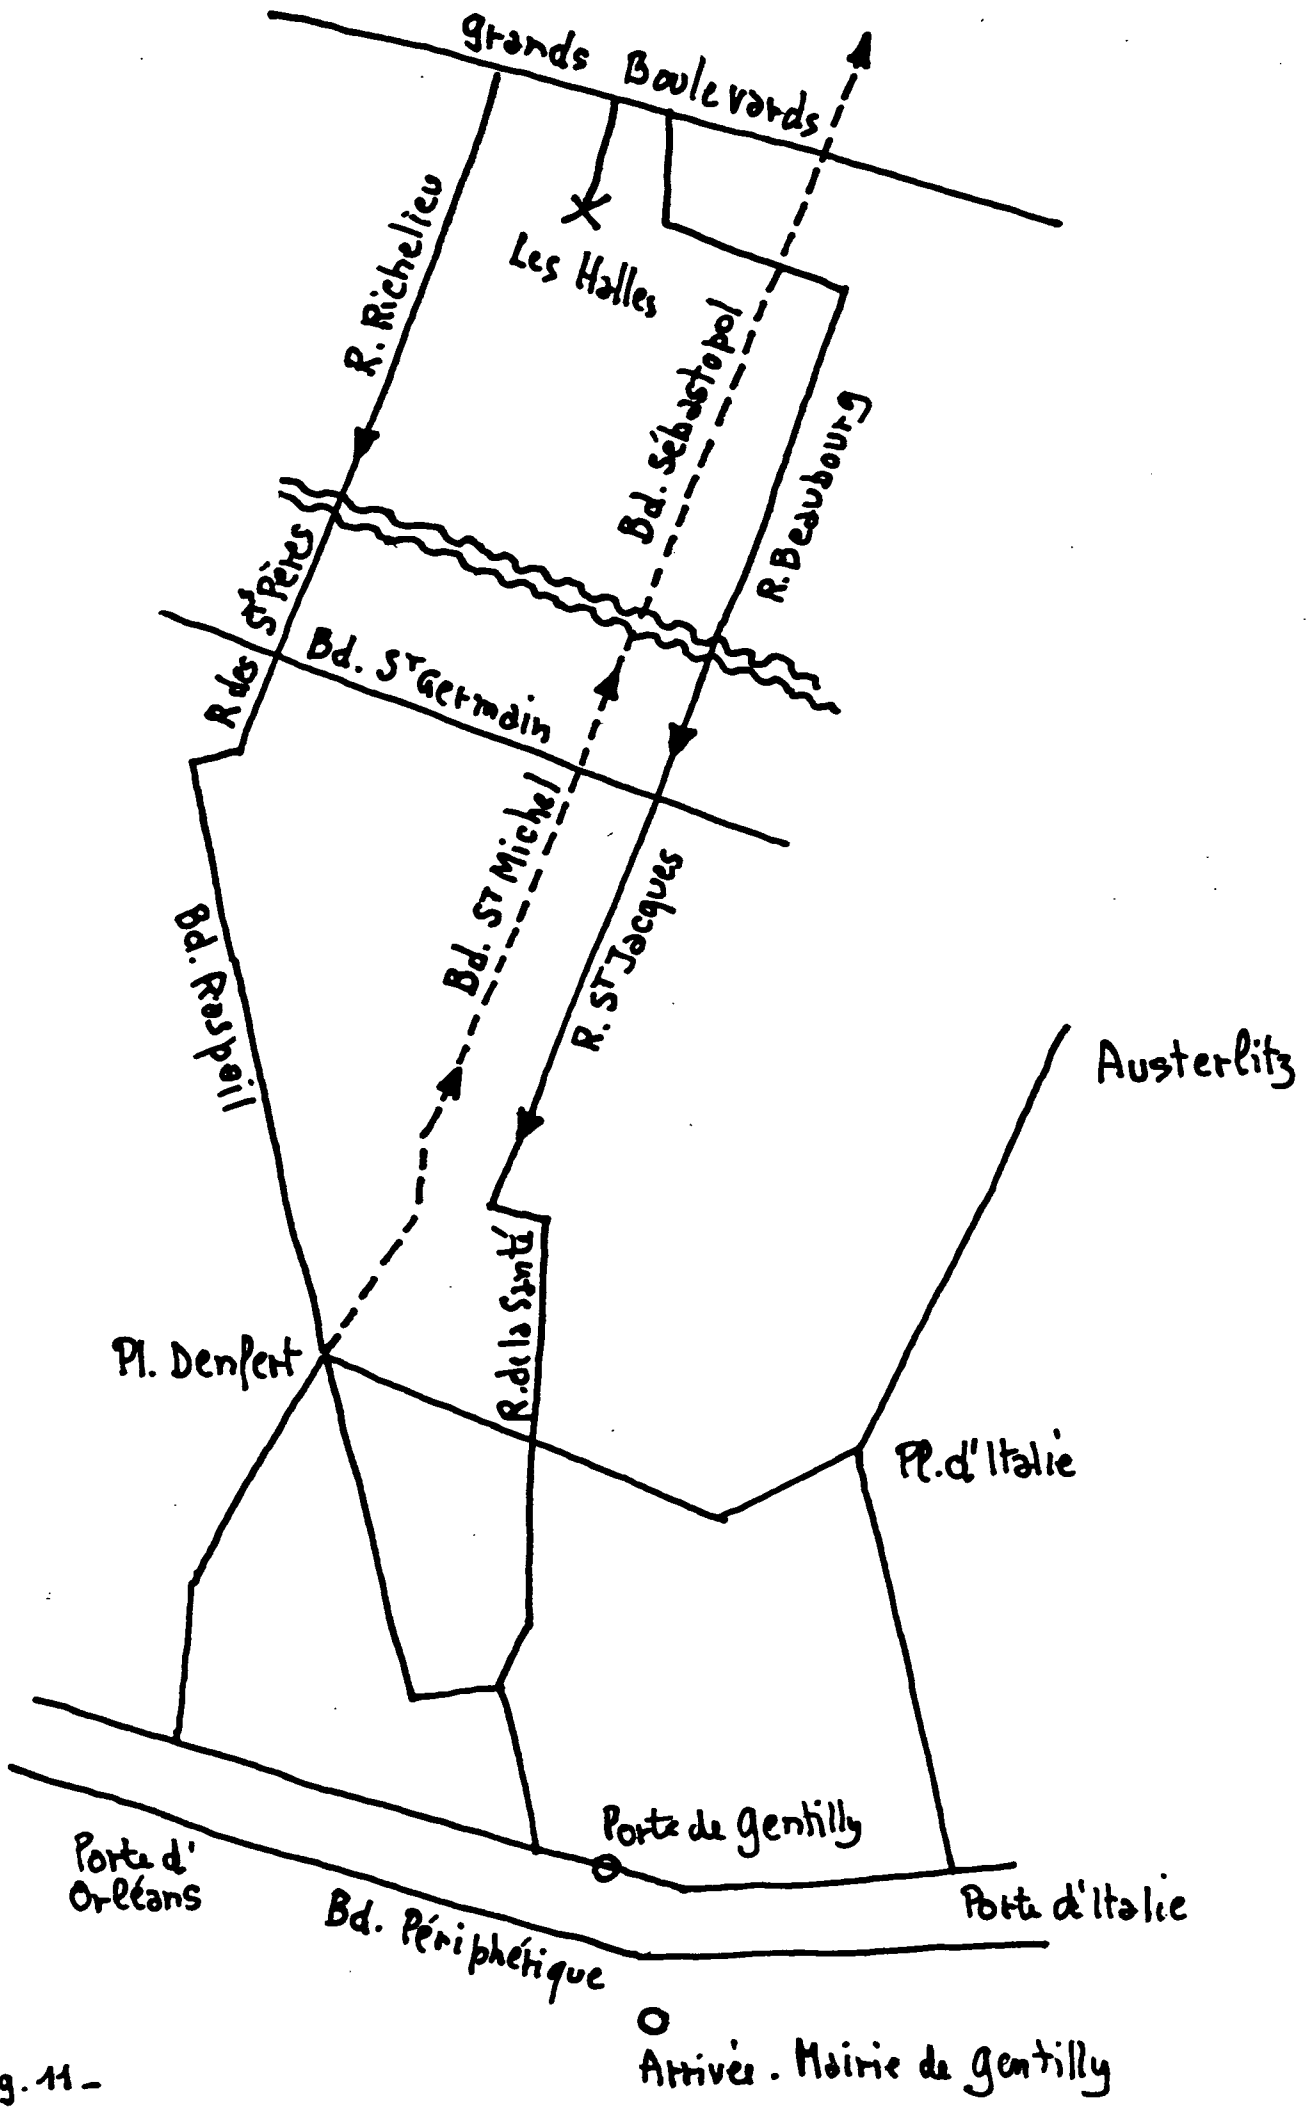 Grands Boulevards
R. Richelieu
Les Halles
Bd. Sébastopol
R. Beaubourg
R des Sts Pères
Bd. ST Germain
Bd. ST Michel
R. ST Jacques
Bd. Raspail
Austerlitz
R. de la Santé
Pl. Denfert
Pl. d'Italie
Porte de Gentilly
Porte d'
Orléans
Porte d'Italie
Bd. Périphérique
Arrivée. Mairie de Gentilly
g. 11 -